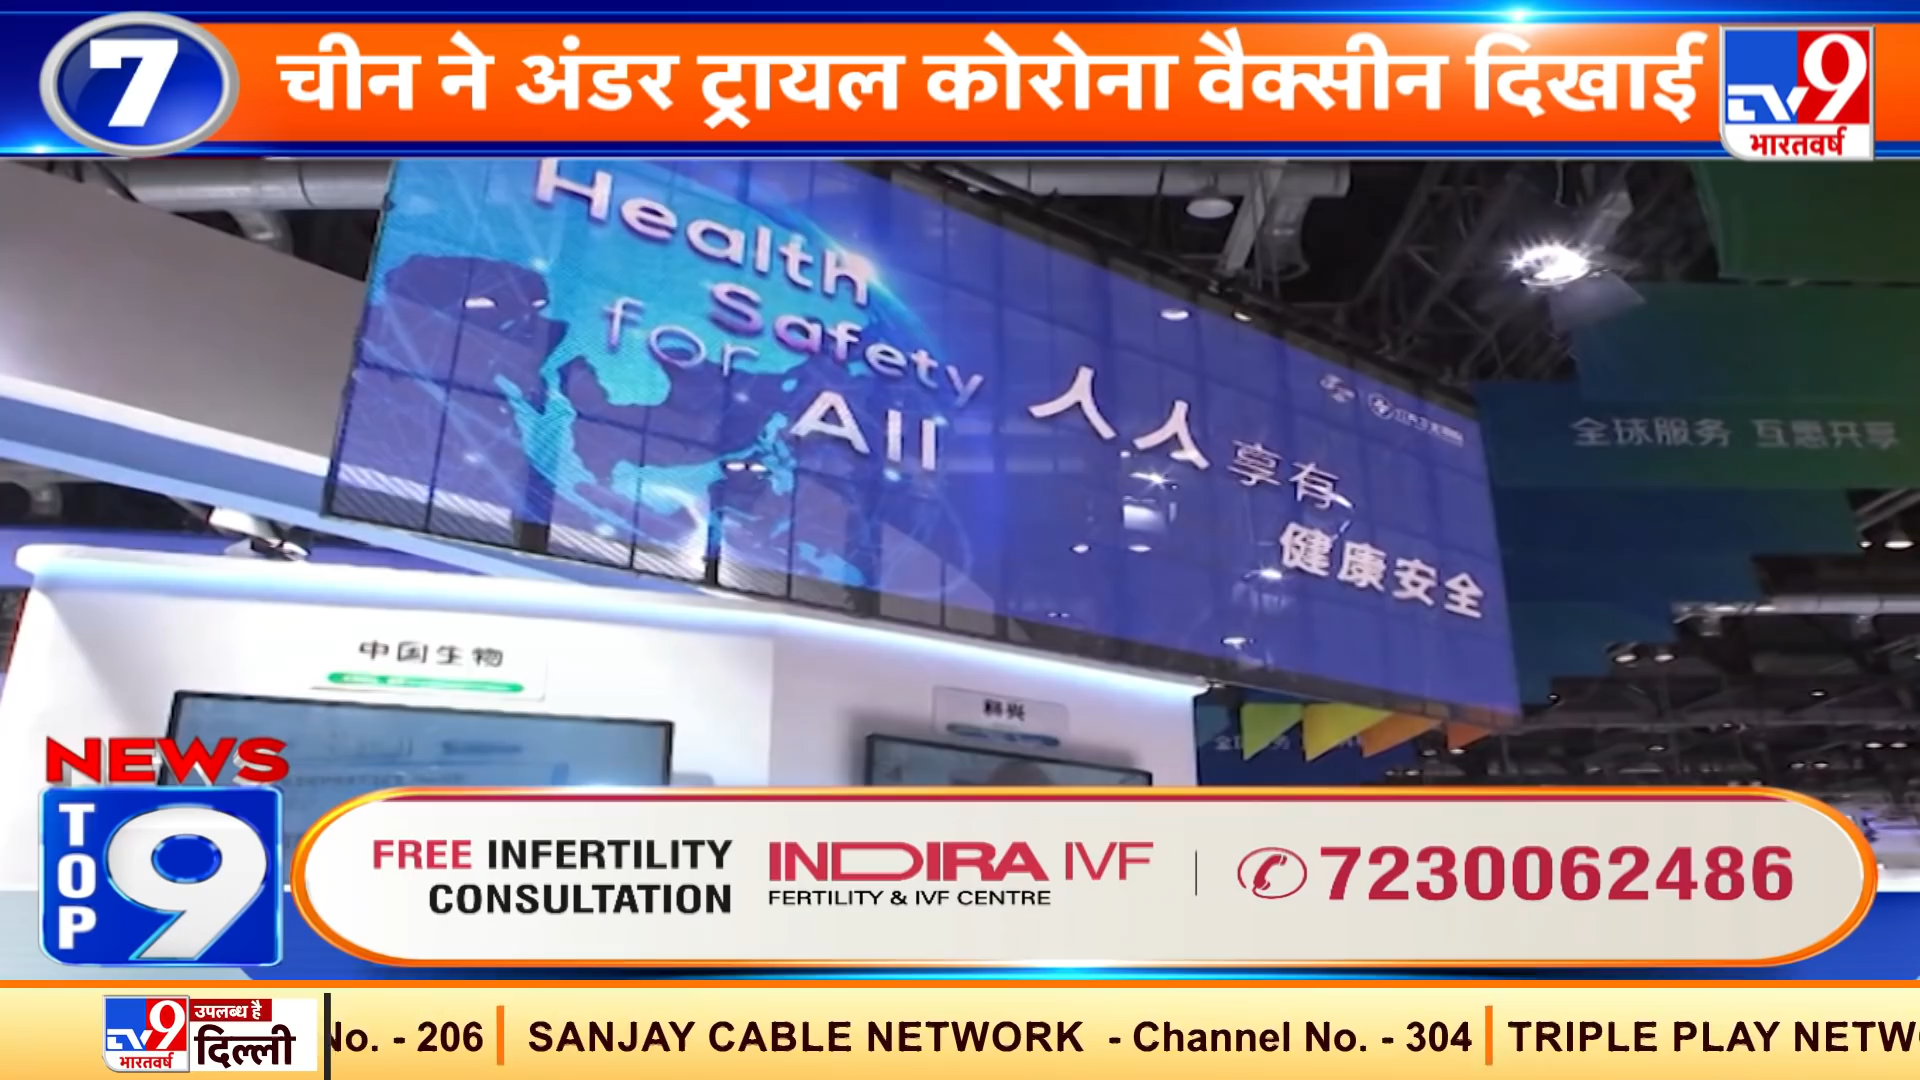 7
चीन ने अंडर ट्रायल कोरोना वैक्सीन दिखाई
TV9
भारतवर्ष
Health
Safety
for
All
人人享有
健康安全
全球服务 互惠共享
中国生物
科兴
NEWS
TOP
9
FREE INFERTILITY
CONSULTATION
INDIRA IVF
FERTILITY & IVF CENTRE
7230062486
TV9
भारतवर्ष
उपलब्ध है
दिल्ली
No. - 206
SANJAY CABLE NETWORK - Channel No. - 304
TRIPLE PLAY NETW